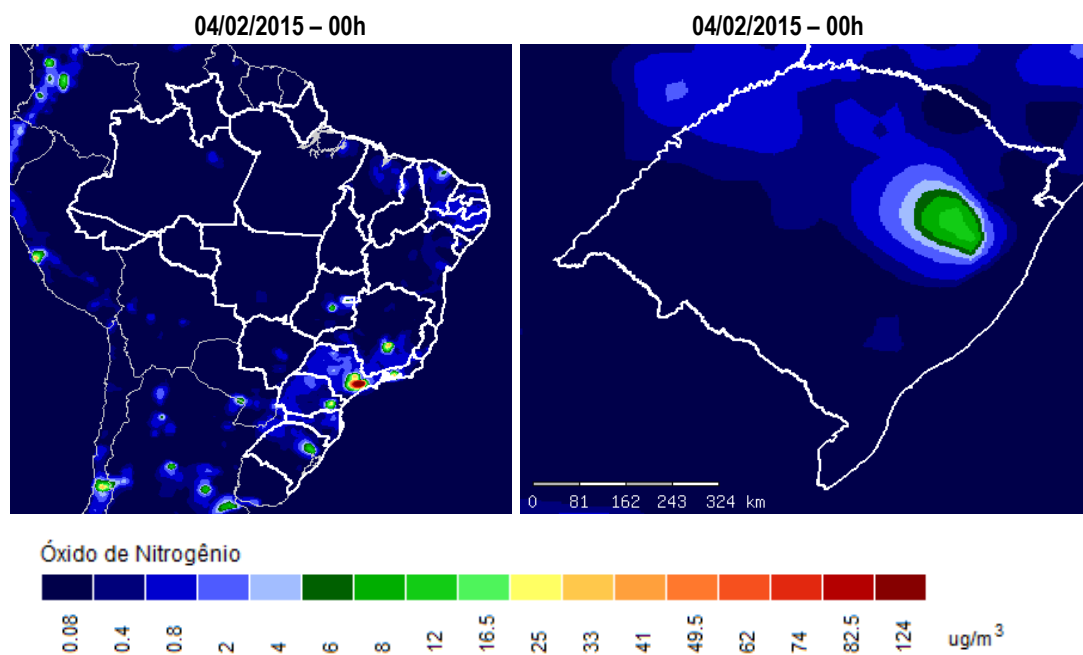 04/02/2015 – 00h
04/02/2015 – 00h
0 81 162 243 324 km
Óxido de Nitrogênio
0.08 0.4 0.8 2 4 6 8 12 16.5 25 33 41 49.5 62 74 82.5 124 ug/m³